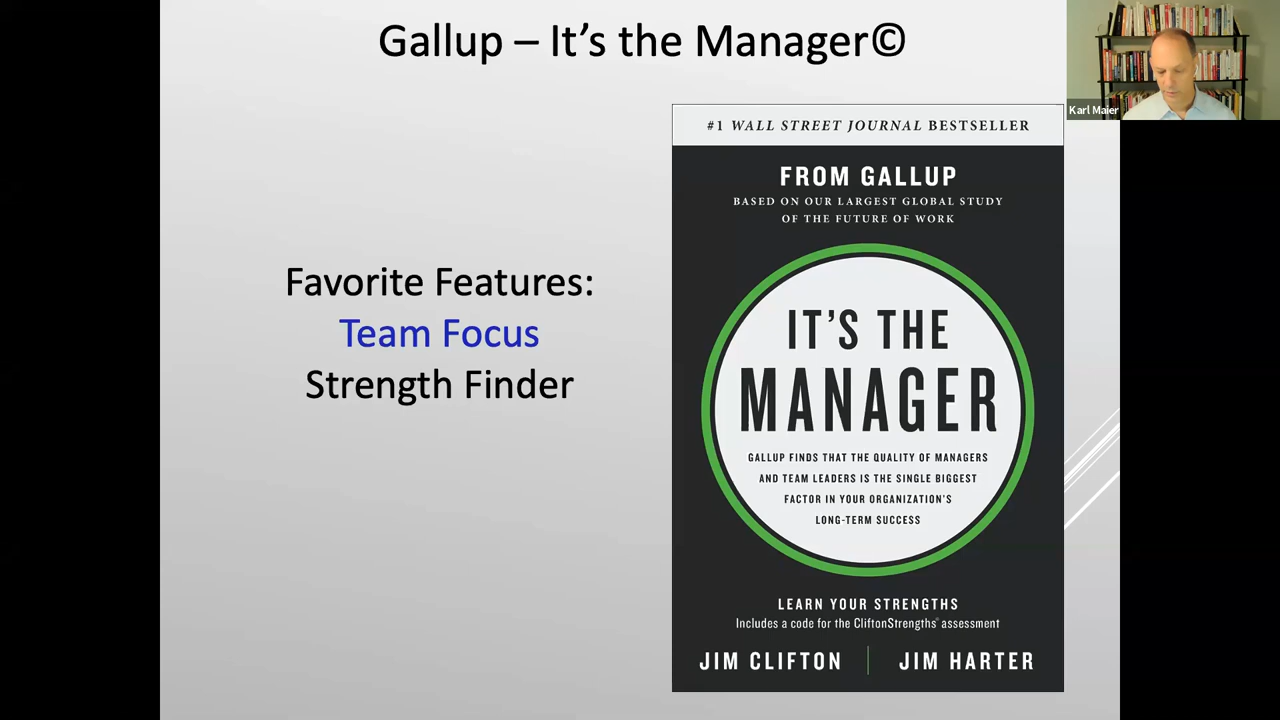 Gallup – It’s the Manager©
Karl Maier
Favorite Features:
Team Focus
Strength Finder
#1 WALL STREET JOURNAL BESTSELLER
FROM GALLUP
BASED ON OUR LARGEST GLOBAL STUDY
OF THE FUTURE OF WORK
IT’S THE
MANAGER
GALLUP FINDS THAT THE QUALITY OF MANAGERS
AND TEAM LEADERS IS THE SINGLE BIGGEST
FACTOR IN YOUR ORGANIZATION’S
LONG-TERM SUCCESS
LEARN YOUR STRENGTHS
Includes a code for the CliftonStrengths® assessment
JIM CLIFTON | JIM HARTER